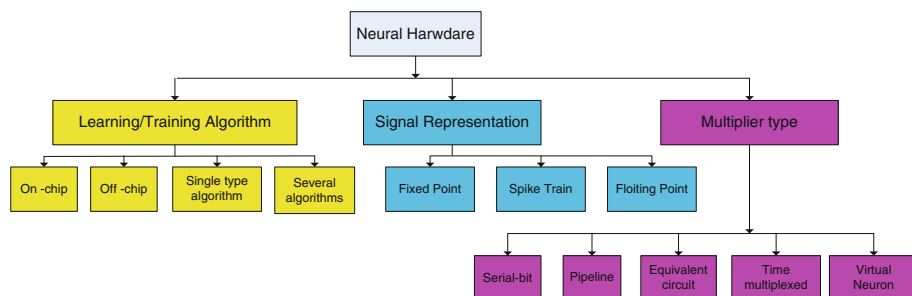 Neural Harwdare
Learning/Training Algorithm
Signal Representation
Multiplier type
On -chip
Off -chip
Single type
algorithm
Several
algorithms
Fixed Point
Spike Train
Floiting Point
Serial-bit
Pipeline
Equivalent
circuit
Time
multiplexed
Virtual
Neuron